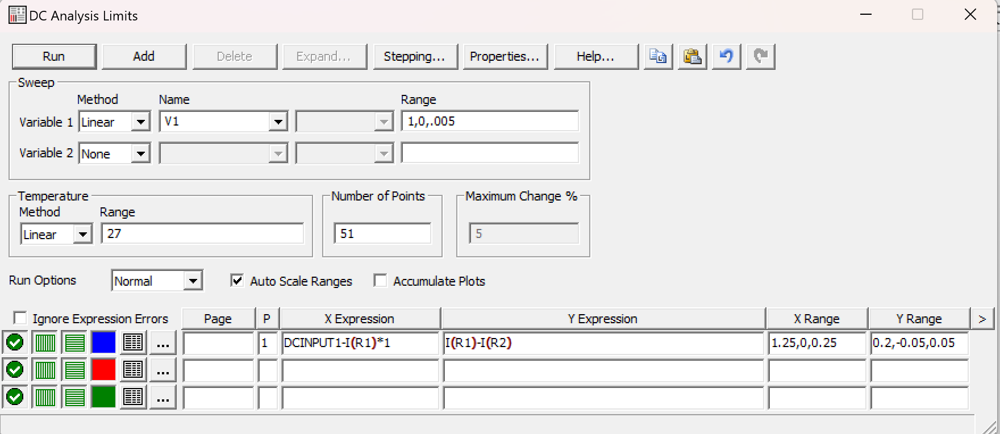 DC Analysis Limits
Run Add Delete Expand... Stepping... Properties... Help...
Sweep
Method Name Range
Variable 1 Linear V1 1,0,.005
Variable 2 None
Temperature Number of Points Maximum Change %
Method Range
Linear 27 51 5
Run Options Normal Auto Scale Ranges Accumulate Plots
Ignore Expression Errors Page P X Expression Y Expression X Range Y Range >
... 1 DCINPUT1-I(R1)*1 I(R1)-I(R2) 1.25,0,0.25 0.2,-0.05,0.05
...
...